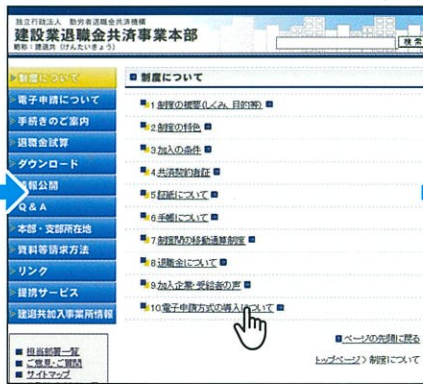 独立行政法人 勤労者退職金共済機構
建設業退職金共済事業本部
略称：建退共（けんたいきょう）
検索
制度について
電子申請について
手続きのご案内
退職金試算
ダウンロード
報公開
Q & A
本部・支部所在地
資料等請求方法
リンク
提携サービス
建退共加入事業所情報
担当部署一覧
ご意見・ご質問
サイトマップ
制度について
1 制度の概要(しくみ、目的等)
2 制度の特色
3 加入の条件
4 共済契約者証
5 証紙について
6 手帳について
7 制度間の移動通算制度
8 退職金について
9 加入企業・受給者の声
10 電子申請方式の導入について
ページの先頭に戻る
トップページ > 制度について